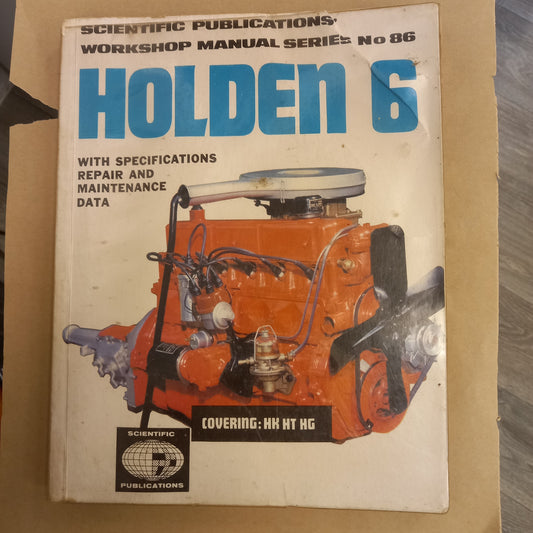 SCIENTIFIC PUBLICATIONS'
WORKSHOP MANUAL SERIES No 86
HOLDEN 6
WITH SPECIFICATIONS
REPAIR AND
MAINTENANCE
DATA
COVERING: HK HT HG
SCIENTIFIC
PUBLICATIONS